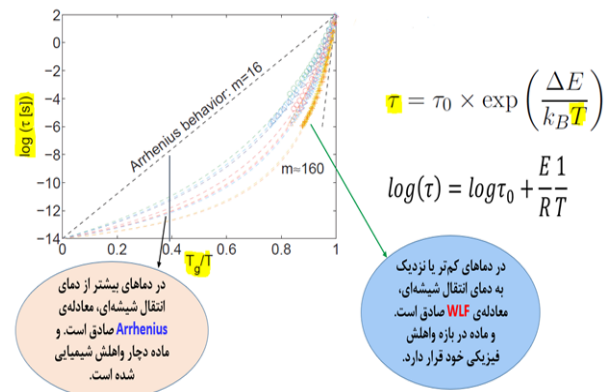 2
0
−2
−4
−6
−8
−10
−12
−14
log (τ [s])
0
0.2
0.4
0.6
0.8
1
T_g/T
Arrhenius behavior: m=16
m≈160
τ = τ₀ × exp(ΔE / k_B T)
log(τ) = logτ₀ + E/R 1/T
در دماهای بیشتر از دمای
انتقال شیشه‌ای، معادله‌ی
Arrhenius صادق است. و
ماده دچار واهلش شیمیایی
شده است.
در دماهای کم‌تر یا نزدیک
به دمای انتقال شیشه‌ای،
معادله‌ی WLF صادق است.
و ماده در بازه واهلش
فیزیکی خود قرار دارد.